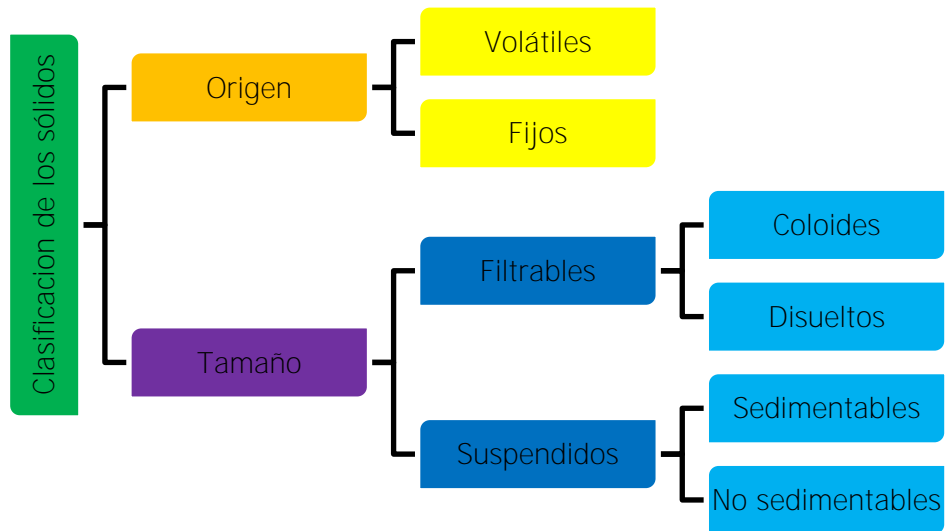 Clasificacion de los sólidos
Origen
Volátiles
Fijos
Tamaño
Filtrables
Coloides
Disueltos
Suspendidos
Sedimentables
No sedimentables